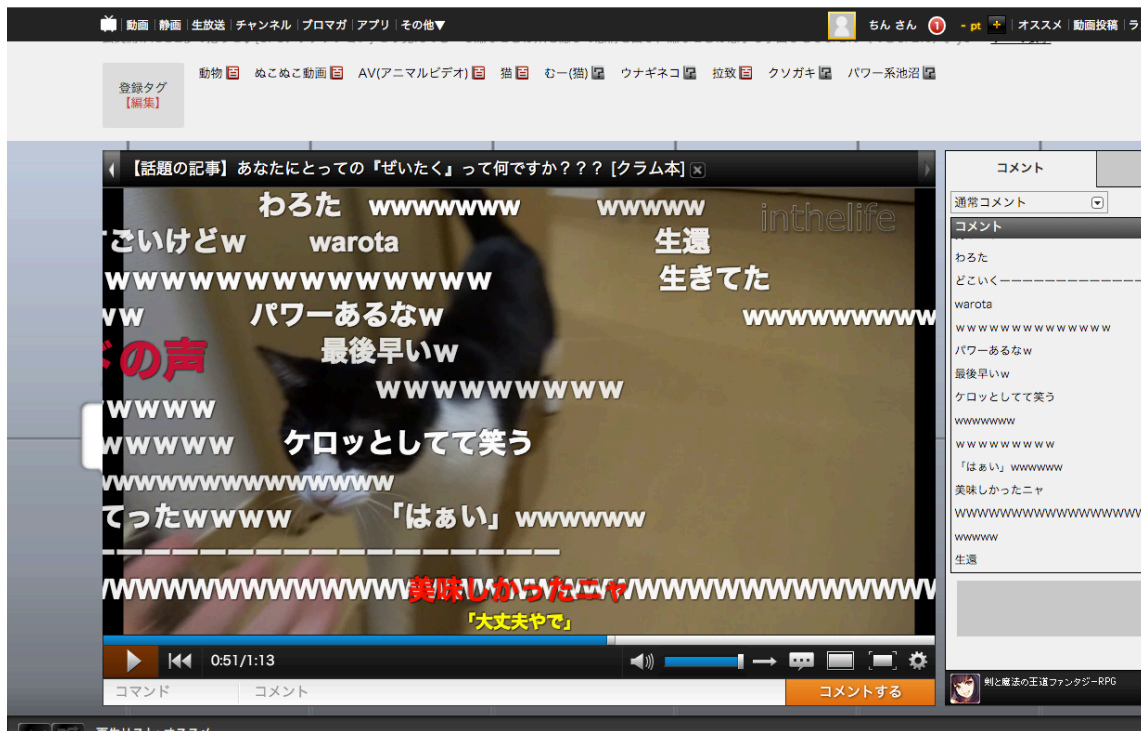 動画 静画 生放送 チャンネル ブロマガ アプリ その他▼ ちん さん 1 - pt + オススメ 動画投稿 ラ
登録タグ
【編集】
動物 ぬこぬこ動画 AV(アニマルビデオ) 猫 むー(猫) ウナギネコ 拉致 クソガキ パワー系池沼
【話題の記事】あなたにとっての『ぜいたく』って何ですか？？？ [クラム本]
わろた wwwwwww wwwww
inthelife
こいけどw warota 生還
wwwwwwwwwwwwww 生きてた
ww パワーあるなw wwwwwwwww
の声 最後早いw
wwwwwwwww
wwww
wwwww ケロッとしてて笑う
wwwwwwwwwwwwww
てったwwww 「はぁい」wwwwww
ーーーーーーーーーーーーーーーー
美味しかったニャ
「大丈夫やで」
0:51/1:13
コマンド コメント コメントする
コメント
通常コメント
コメント
わろた
どこいくーーーーーーーーーーーーー
warota
ｗｗｗｗｗｗｗｗｗｗｗｗｗｗ
パワーあるなｗ
最後早いｗ
ケロッとしてて笑う
wwwwwww
ｗｗｗｗｗｗｗｗｗ
「はぁい」wwwwww
美味しかったニャ
WWWWWWWWWWWWWWWWW
wwwww
生還
剣と魔法の王道ファンタジーRPG